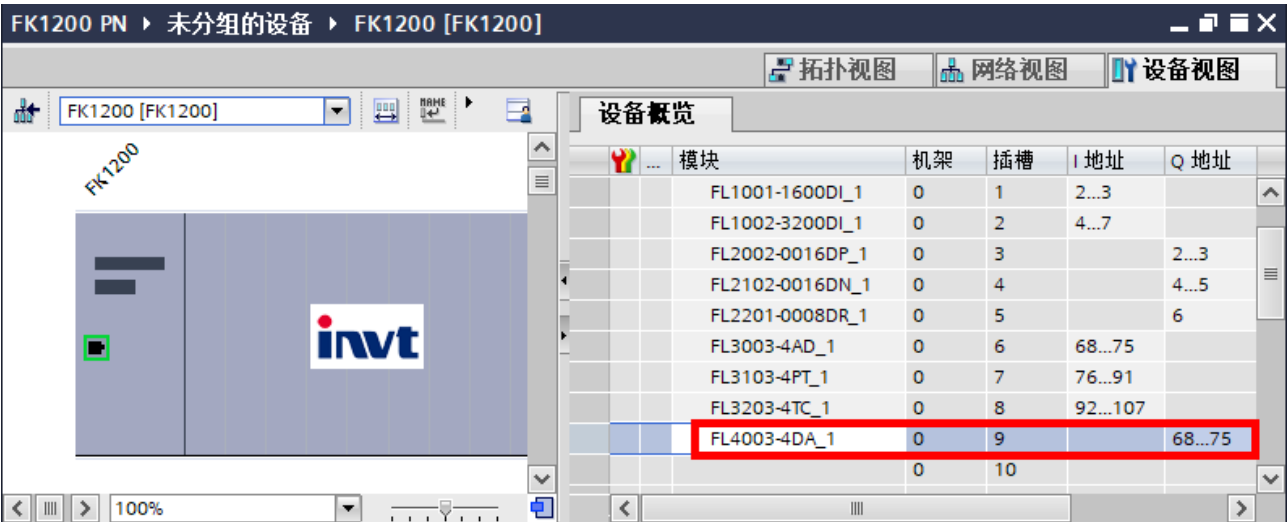 FK1200 PN ▸ 未分组的设备 ▸ FK1200 [FK1200]
拓扑视图 网络视图 设备视图
FK1200 [FK1200] NAME
设备概览
FK1200
... 模块 机架 插槽 I 地址 Q 地址
FL1001-1600DI_1 0 1 2...3
FL1002-3200DI_1 0 2 4...7
FL2002-0016DP_1 0 3 2...3
FL2102-0016DN_1 0 4 4...5
FL2201-0008DR_1 0 5 6
invt
FL3003-4AD_1 0 6 68...75
FL3103-4PT_1 0 7 76...91
FL3203-4TC_1 0 8 92...107
FL4003-4DA_1 0 9 68...75
0 10
100%